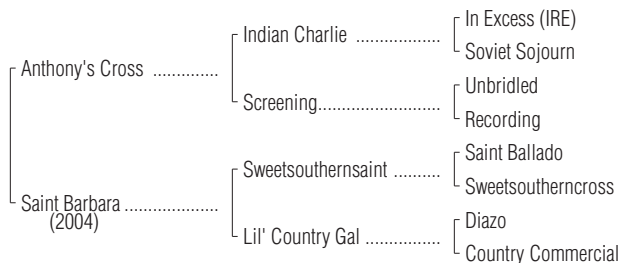 In Excess (IRE)
Indian Charlie ..................
Soviet Sojourn
Anthony's Cross .............
Unbridled
Screening..........................
Recording
Saint Ballado
Sweetsouthernsaint ..........
Sweetsoutherncross
Saint Barbara ....................
(2004)
Diazo
Lil' Country Gal ................
Country Commercial